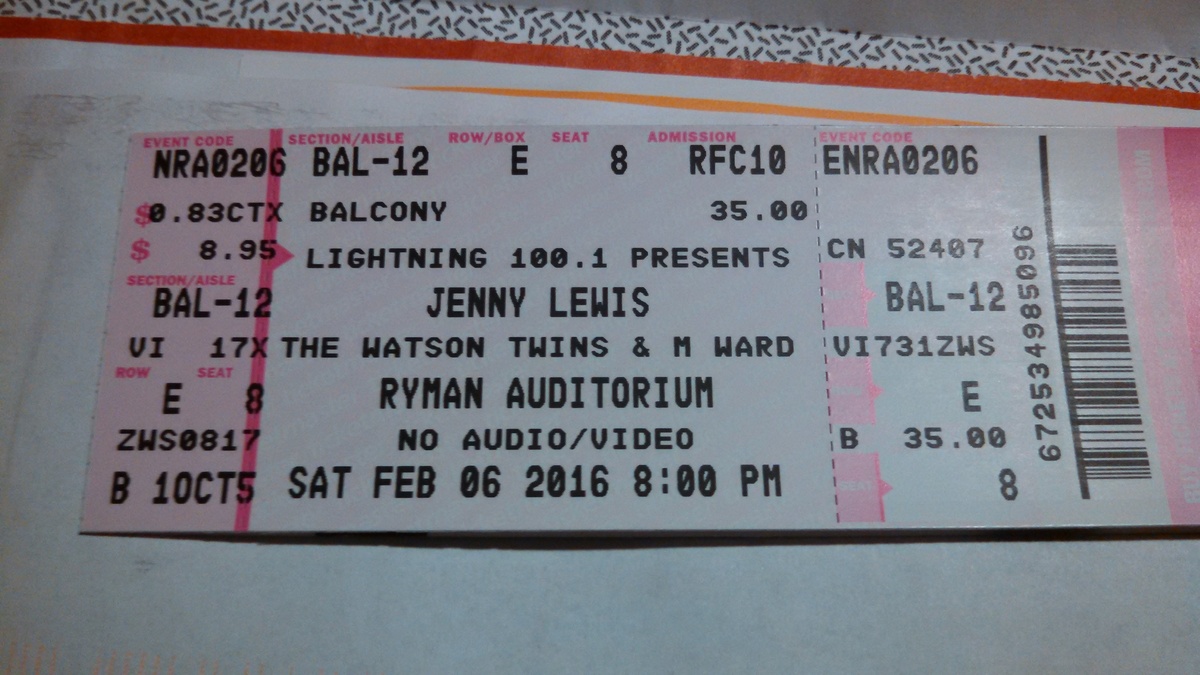 EVENT CODE SECTION/AISLE ROW/BOX SEAT ADMISSION EVENT CODE
NRA0206 BAL-12 E 8 RFC10 ENRA0206
$0.83CTX BALCONY 35.00
$ 8.95 LIGHTNING 100.1 PRESENTS CN 52407
SECTION/AISLE
BAL-12 JENNY LEWIS BAL-12
VI 17X THE WATSON TWINS & M WARD VI731ZWS
ROW SEAT
E 8 RYMAN AUDITORIUM E
ZWS0817 NO AUDIO/VIDEO B 35.00
B 1OCT5 SAT FEB 06 2016 8:00 PM 8
672534985096